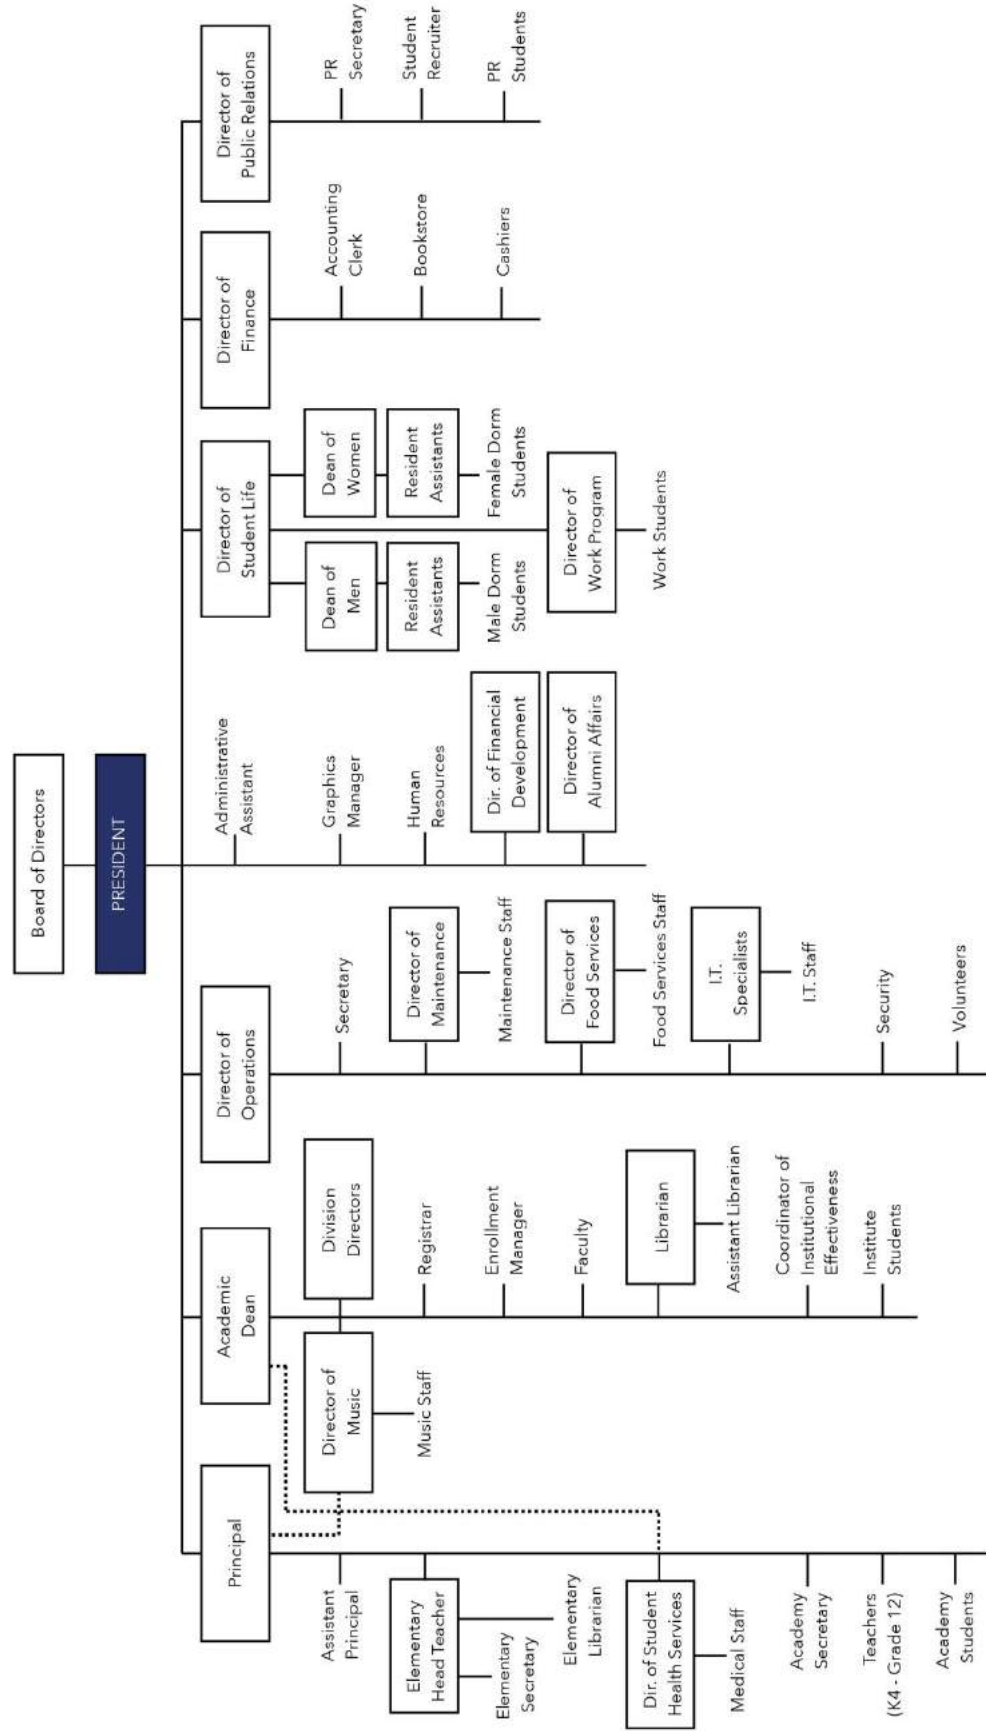 Board of Directors
PRESIDENT
Principal
Assistant
Principal
Elementary
Head Teacher
Elementary
Secretary
Elementary
Librarian
Dir. of Student
Health Services
Medical Staff
Academy
Secretary
Teachers
(K4 - Grade 12)
Academy
Students
Academic
Dean
Director of
Music
Music Staff
Division
Directors
Registrar
Enrollment
Manager
Faculty
Librarian
Assistant Librarian
Coordinator of
Institutional
Effectiveness
Institute
Students
Director of
Operations
Secretary
Director of
Maintenance
Maintenance Staff
Director of
Food Services
Food Services Staff
I.T.
Specialists
I.T. Staff
Security
Volunteers
Administrative
Assistant
Graphics
Manager
Human
Resources
Dir. of Financial
Development
Director of
Alumni Affairs
Director of
Student Life
Dean of
Men
Resident
Assistants
Male Dorm
Students
Dean of
Women
Resident
Assistants
Female Dorm
Students
Director of
Work Program
Work Students
Director of
Finance
Accounting
Clerk
Bookstore
Cashiers
Director of
Public Relations
PR
Secretary
Student
Recruiter
PR
Students